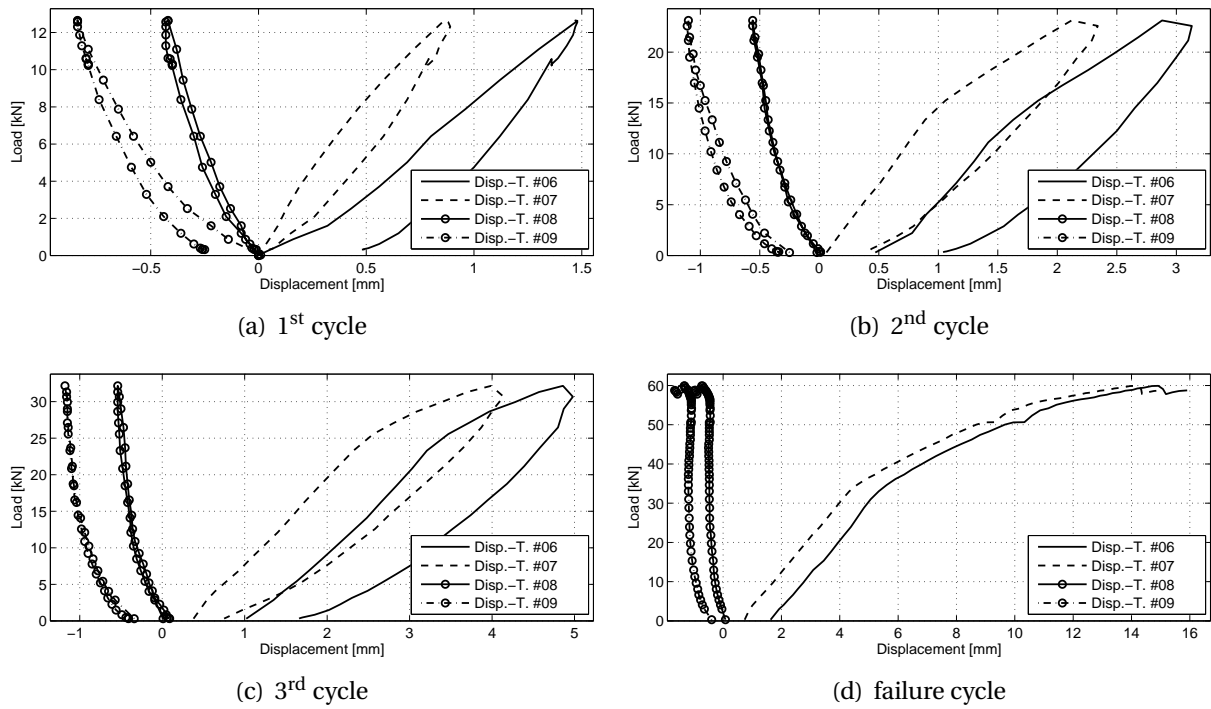 12
10
8
6
4
2
0
Load [kN]
−0.5
0
0.5
1
1.5
Displacement [mm]
Disp.−T. #06
Disp.−T. #07
Disp.−T. #08
Disp.−T. #09
(a) 1st cycle
20
15
10
5
0
Load [kN]
−1
−0.5
0
0.5
1
1.5
2
2.5
3
Displacement [mm]
Disp.−T. #06
Disp.−T. #07
Disp.−T. #08
Disp.−T. #09
(b) 2nd cycle
30
25
20
15
10
5
0
Load [kN]
−1
0
1
2
3
4
5
Displacement [mm]
Disp.−T. #06
Disp.−T. #07
Disp.−T. #08
Disp.−T. #09
(c) 3rd cycle
60
50
40
30
20
10
0
Load [kN]
0
2
4
6
8
10
12
14
16
Displacement [mm]
Disp.−T. #06
Disp.−T. #07
Disp.−T. #08
Disp.−T. #09
(d) failure cycle